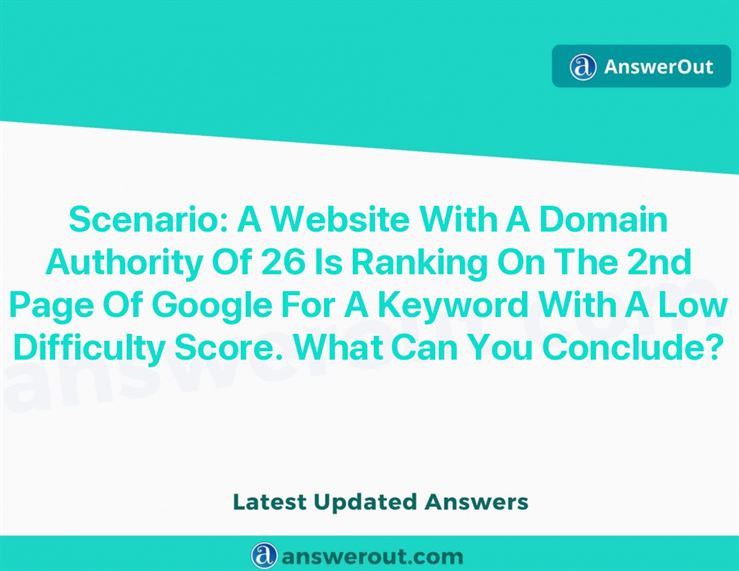 AnswerOut
Scenario: A Website With A Domain
Authority Of 26 Is Ranking On The 2nd
Page Of Google For A Keyword With A Low
Difficulty Score. What Can You Conclude?
answerout.com
Latest Updated Answers
answerout.com